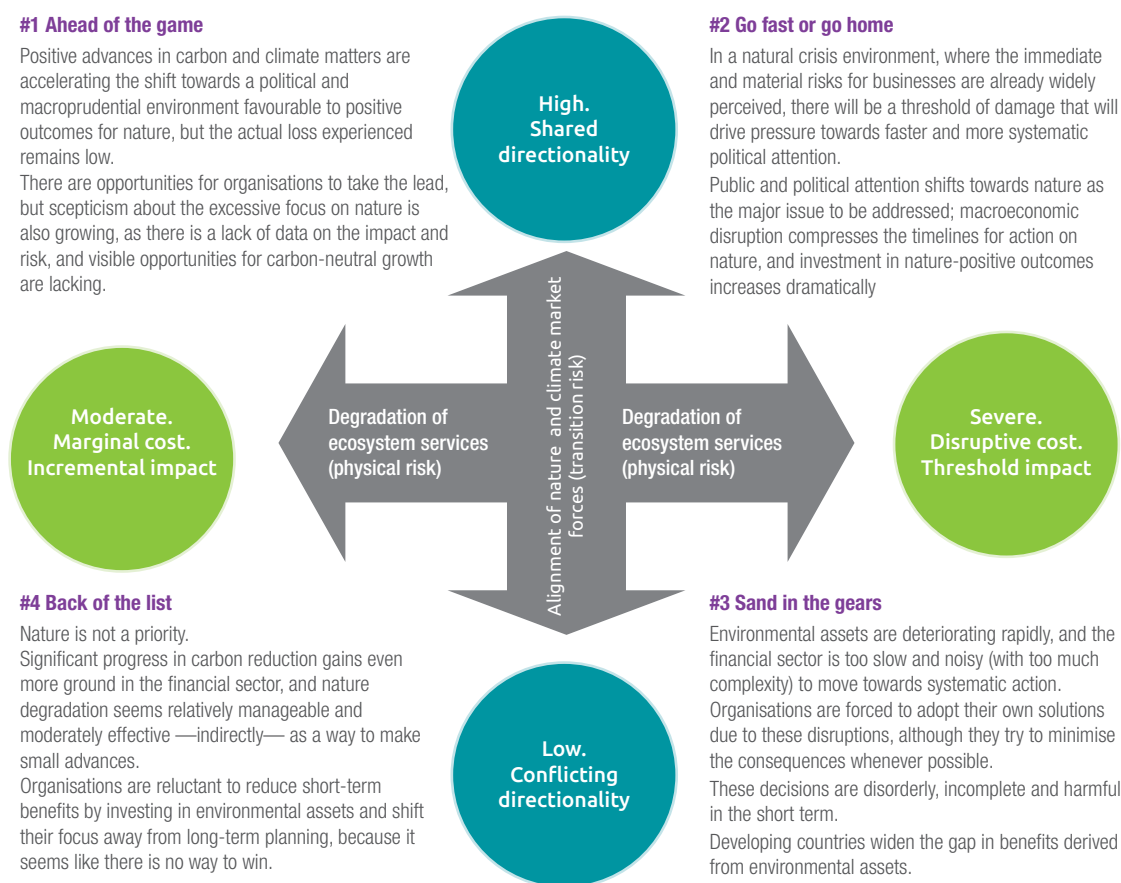 #1 Ahead of the game
Positive advances in carbon and climate matters are
accelerating the shift towards a political and
macroprudential environment favourable to positive
outcomes for nature, but the actual loss experienced
remains low.
There are opportunities for organisations to take the lead,
but scepticism about the excessive focus on nature is
also growing, as there is a lack of data on the impact and
risk, and visible opportunities for carbon-neutral growth
are lacking.
High.
Shared
directionality
#2 Go fast or go home
In a natural crisis environment, where the immediate
and material risks for businesses are already widely
perceived, there will be a threshold of damage that will
drive pressure towards faster and more systematic
political attention.
Public and political attention shifts towards nature as
the major issue to be addressed; macroeconomic
disruption compresses the timelines for action on
nature, and investment in nature-positive outcomes
increases dramatically
Moderate.
Marginal cost.
Incremental impact
Degradation of
ecosystem services
(physical risk)
Alignment of nature and climate market
forces (transition risk)
Degradation of
ecosystem services
(physical risk)
Severe.
Disruptive cost.
Threshold impact
#4 Back of the list
Nature is not a priority.
Significant progress in carbon reduction gains even
more ground in the financial sector, and nature
degradation seems relatively manageable and
moderately effective —indirectly— as a way to make
small advances.
Organisations are reluctant to reduce short-term
benefits by investing in environmental assets and shift
their focus away from long-term planning, because it
seems like there is no way to win.
Low.
Conflicting
directionality
#3 Sand in the gears
Environmental assets are deteriorating rapidly, and the
financial sector is too slow and noisy (with too much
complexity) to move towards systematic action.
Organisations are forced to adopt their own solutions
due to these disruptions, although they try to minimise
the consequences whenever possible.
These decisions are disorderly, incomplete and harmful
in the short term.
Developing countries widen the gap in benefits derived
from environmental assets.